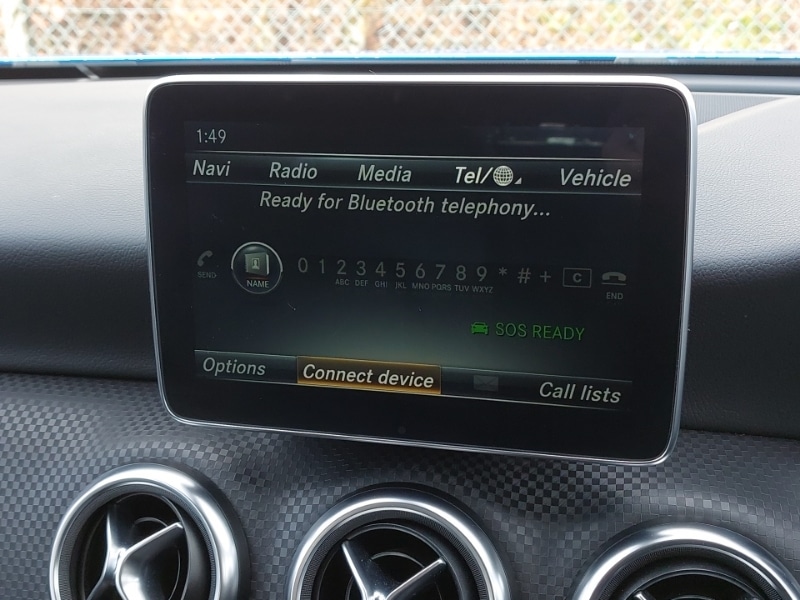 1:49
Navi Radio Media Tel/ Vehicle
Ready for Bluetooth telephony...
SEND NAME 0 1 2 3 4 5 6 7 8 9 * # + C END
ABC DEF GHI JKL MNO PQRS TUV WXYZ
SOS READY
Options Connect device Call lists